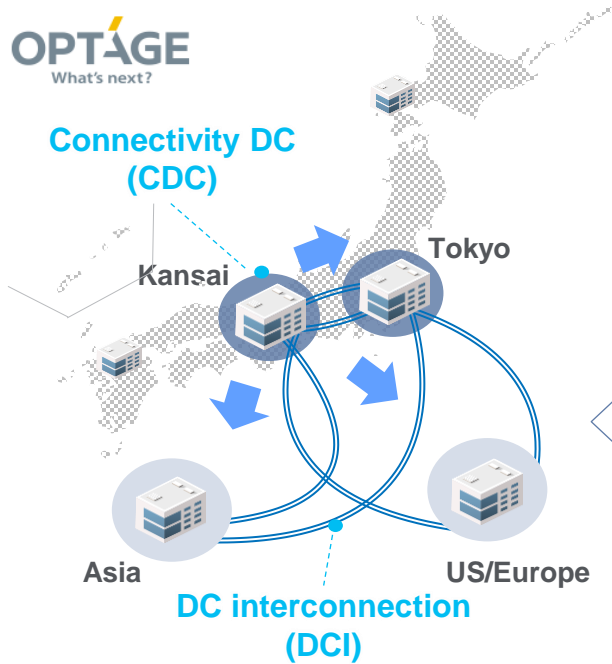 OPTAGE
What's next?
Connectivity DC
(CDC)
Tokyo
Kansai
Asia
US/Europe
DC interconnection
(DCI)